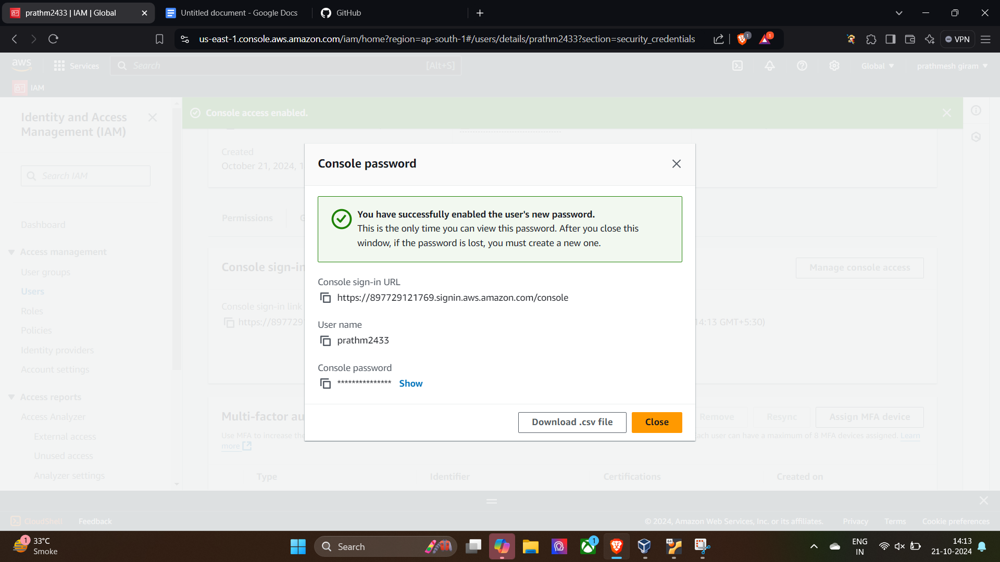 prathm2433 | IAM | Global
Untitled document - Google Docs
GitHub
us-east-1.console.aws.amazon.com/iam/home?region=ap-south-1#/users/details/prathm2433?section=security_credentials
1
1
VPN
aws
Services
Search
[Alt+S]
Global
prathmesh giram
IAM
Identity and Access
Management (IAM)
Search IAM
Dashboard
Access management
User groups
Users
Roles
Policies
Identity providers
Account settings
Access reports
Access Analyzer
External access
Unused access
Analyzer settings
Console access enabled.
Created
October 21, 2024, 1
Permissions
G
Console sign-in
Manage console access
Console sign-in link
https://897729
14:13 GMT+5:30)
Console password
You have successfully enabled the user's new password.
This is the only time you can view this password. After you close this
window, if the password is lost, you must create a new one.
Console sign-in URL
https://897729121769.signin.aws.amazon.com/console
User name
prathm2433
Console password
*************** Show
Download .csv file
Close
Multi-factor au
Remove
Resync
Assign MFA device
Use MFA to increase the
ach user can have a maximum of 8 MFA devices assigned. Learn
more
Type
Identifier
Certifications
Created on
CloudShell
Feedback
© 2024, Amazon Web Services, Inc. or its affiliates.
Privacy
Terms
Cookie preferences
1
33°C
Smoke
Search
1
64
ENG
IN
14:13
21-10-2024